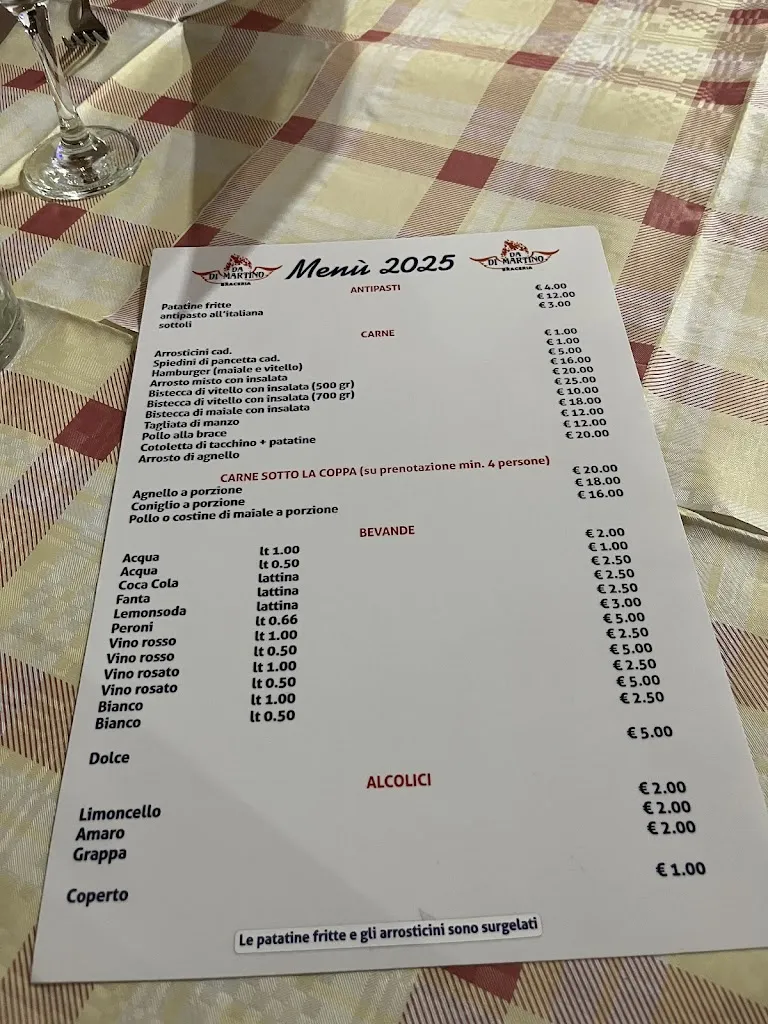 DA DI MARTINO BRACERIA Menù 2025 DA DI MARTINO BRACERIA
ANTIPASTI
Patatine fritte € 4.00
antipasto all'italiana € 12.00
sottoli € 3.00
CARNE
Arrosticini cad. € 1.00
Spiedini di pancetta cad. € 1.00
Hamburger (maiale e vitello) € 5.00
Arrosto misto con insalata € 16.00
Bistecca di vitello con insalata (500 gr) € 20.00
Bistecca di vitello con insalata (700 gr) € 25.00
Bistecca di maiale con insalata € 10.00
Tagliata di manzo € 18.00
Pollo alla brace € 12.00
Cotoletta di tacchino + patatine € 12.00
Arrosto di agnello € 20.00
CARNE SOTTO LA COPPA (su prenotazione min. 4 persone)
Agnello a porzione € 20.00
Coniglio a porzione € 18.00
Pollo o costine di maiale a porzione € 16.00
BEVANDE
Acqua lt 1.00 € 2.00
Acqua lt 0.50 € 1.00
Coca Cola lattina € 2.50
Fanta lattina € 2.50
Lemonsoda lattina € 2.50
Peroni lt 0.66 € 3.00
Vino rosso lt 1.00 € 5.00
Vino rosso lt 0.50 € 2.50
Vino rosato lt 1.00 € 5.00
Vino rosato lt 0.50 € 2.50
Bianco lt 1.00 € 5.00
Bianco lt 0.50 € 2.50
Dolce € 5.00
ALCOLICI
Limoncello € 2.00
Amaro € 2.00
Grappa € 2.00
Coperto € 1.00
Le patatine fritte e gli arrosticini sono surgelati